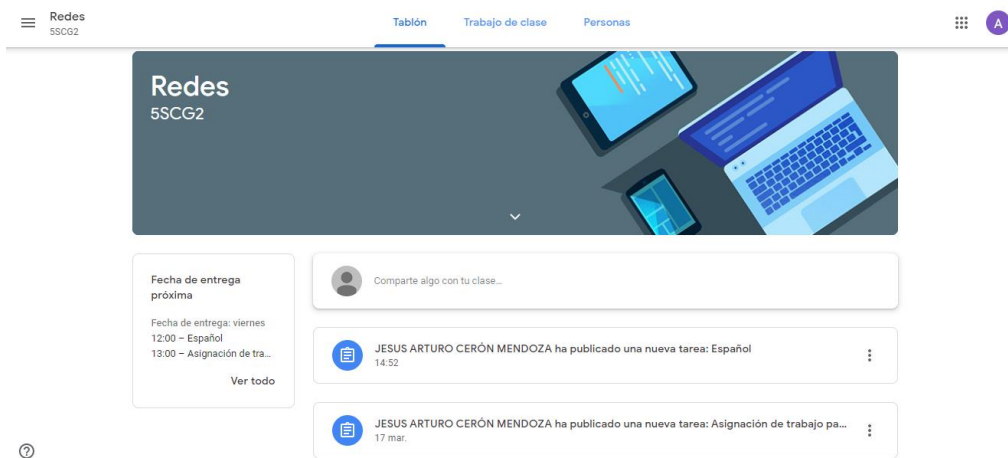 Redes
5SCG2
Tablón
Trabajo de clase
Personas
A
Redes
5SCG2
Fecha de entrega
próxima
Fecha de entrega: viernes
12:00 – Español
13:00 – Asignación de tra...
Ver todo
Comparte algo con tu clase...
JESUS ARTURO CERÓN MENDOZA ha publicado una nueva tarea: Español
14:52
JESUS ARTURO CERÓN MENDOZA ha publicado una nueva tarea: Asignación de trabajo pa...
17 mar.